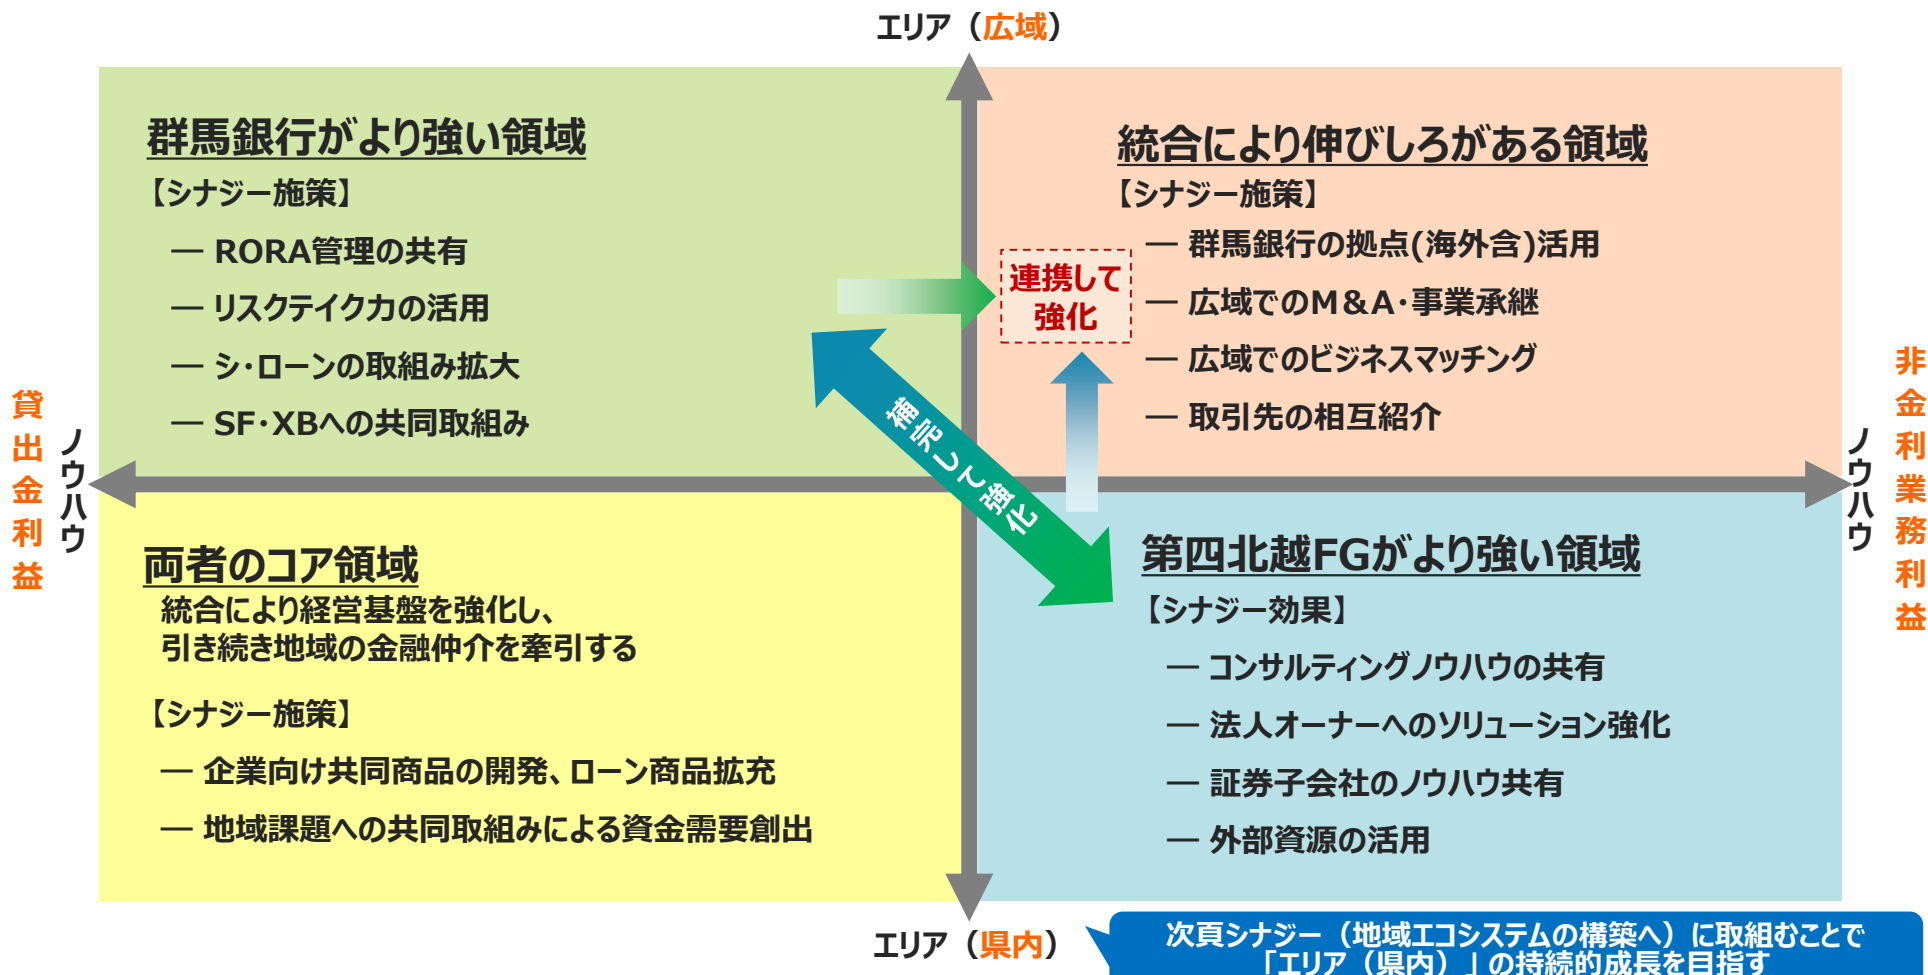 エリア（広域）
群馬銀行がより強い領域
【シナジー施策】
― RORA管理の共有
― リスクテイク力の活用
― シ・ローンの取組み拡大
― SF・XBへの共同取組み
統合により伸びしろがある領域
【シナジー施策】
― 群馬銀行の拠点(海外含)活用
― 広域でのM&A・事業承継
― 広域でのビジネスマッチング
― 取引先の相互紹介
連携して
強化
補完して強化
貸出金利益
ノウハウ
ノウハウ
非金利業務利益
両者のコア領域
統合により経営基盤を強化し、
引き続き地域の金融仲介を牽引する
【シナジー施策】
― 企業向け共同商品の開発、ローン商品拡充
― 地域課題への共同取組みによる資金需要創出
第四北越FGがより強い領域
【シナジー効果】
― コンサルティングノウハウの共有
― 法人オーナーへのソリューション強化
― 証券子会社のノウハウ共有
― 外部資源の活用
エリア（県内）
次頁シナジー（地域エコシステムの構築へ）に取組むことで
「エリア（県内）」の持続的成長を目指す